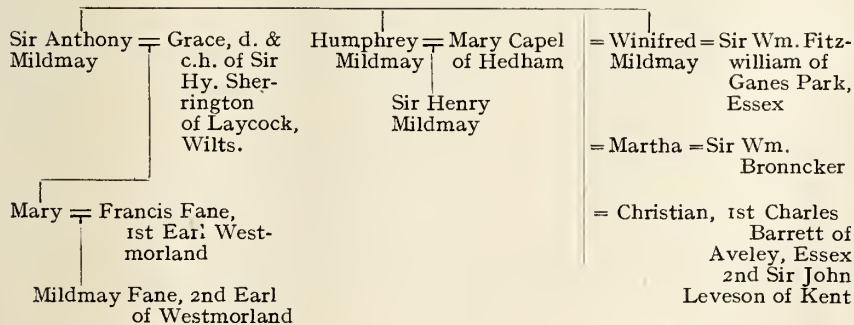 Sir Anthony = Grace, d. &
Mildmay c.h. of Sir
Hy. Sher-
rington
of Laycock,
Wilts.
Humphrey = Mary Capel
Mildmay of Hedham
Sir Henry
Mildmay
= Winifred = Sir Wm. Fitz-
Mildmay william of
Ganes Park,
Essex
= Martha = Sir Wm.
Bronncker
= Christian, 1st Charles
Barrett of
Aveley, Essex
2nd Sir John
Leveson of Kent
Mary = Francis Fane,
1st Earl West-
morland
Mildmay Fane, 2nd Earl
of Westmorland